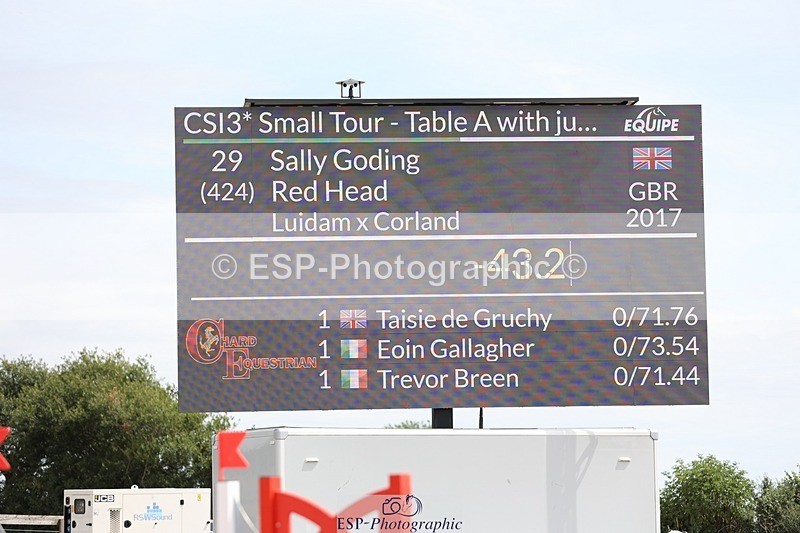 CSI3* Small Tour - Table A with ju... EQUIPE
29 Sally Goding
(424) Red Head GBR
Luidam x Corland 2017
-43.2
© ESP-Photographic ©
1 Taisie de Gruchy 0/71.76
1 Eoin Gallagher 0/73.54
1 Trevor Breen 0/71.44
CHARD EQUESTRIAN
JCB
RSWSound
ESP-Photographic